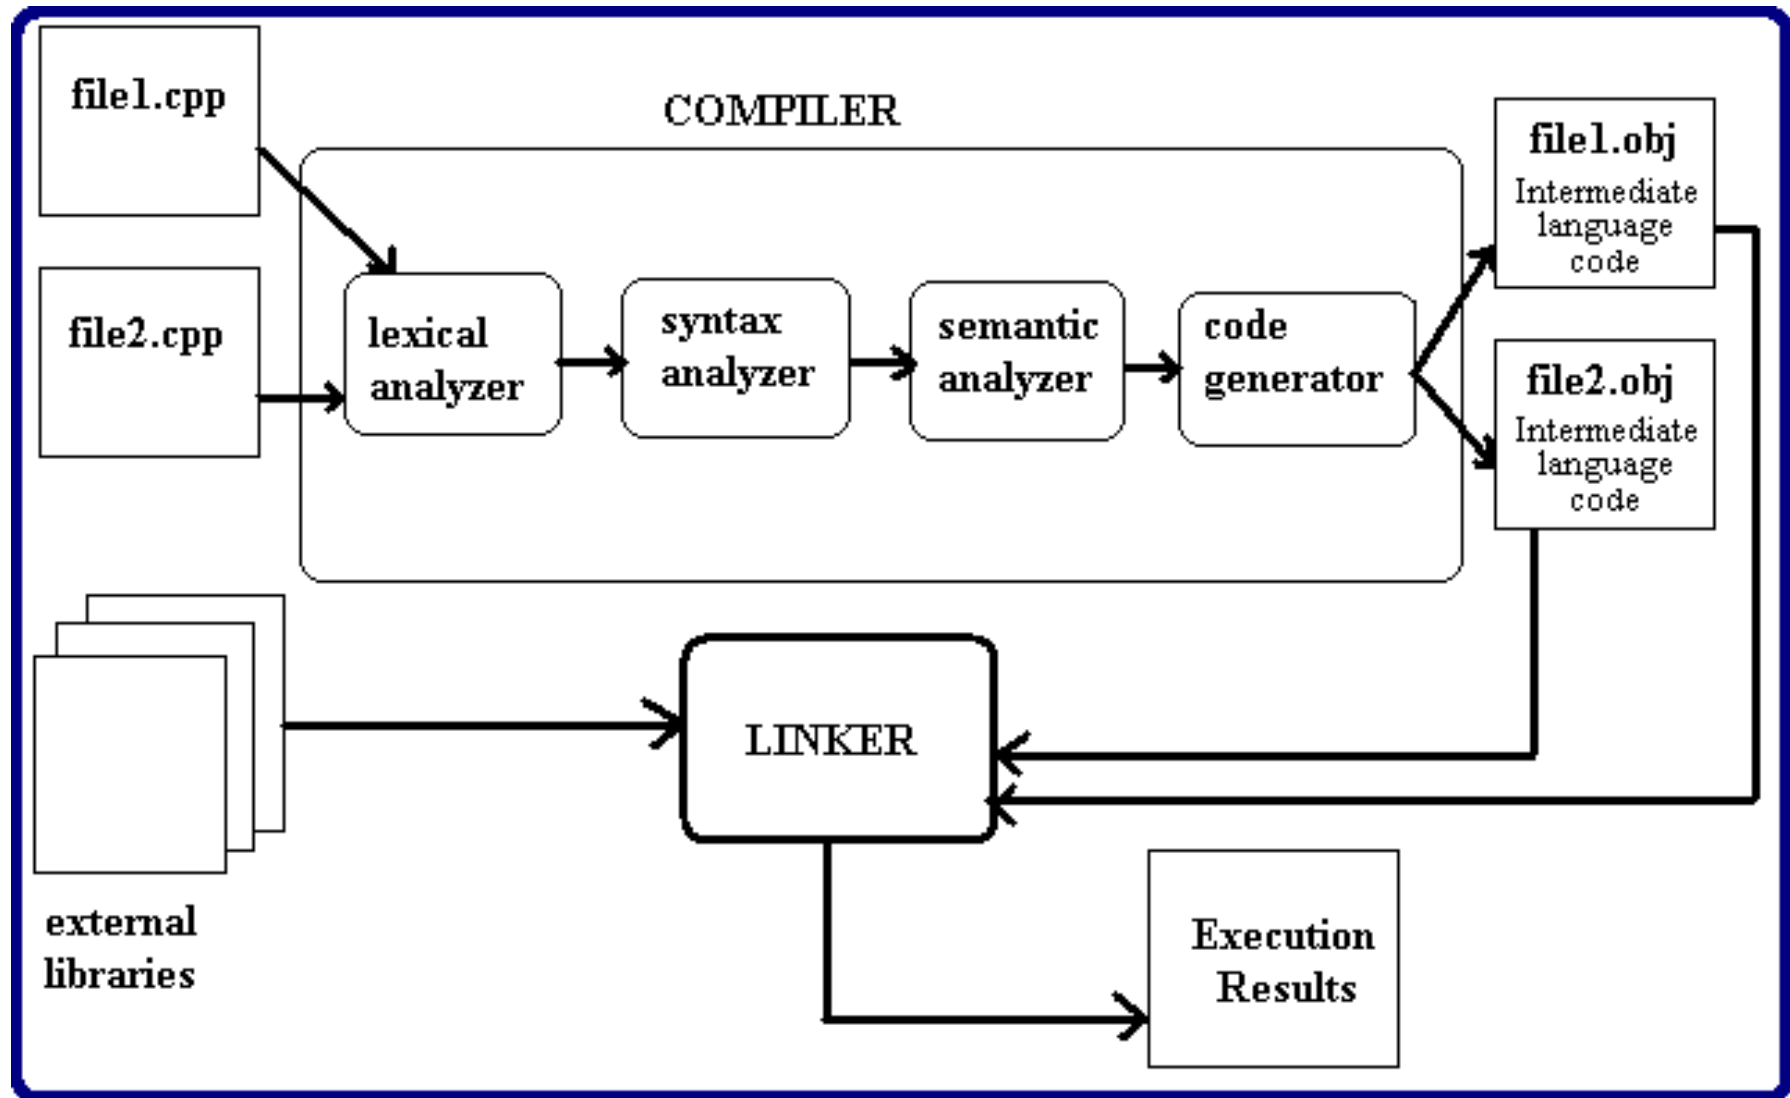 file1.cpp
COMPILER
file1.obj
Intermediate
language
code
file2.cpp
lexical
analyzer
syntax
analyzer
semantic
analyzer
code
generator
file2.obj
Intermediate
language
code
LINKER
external
libraries
Execution
Results